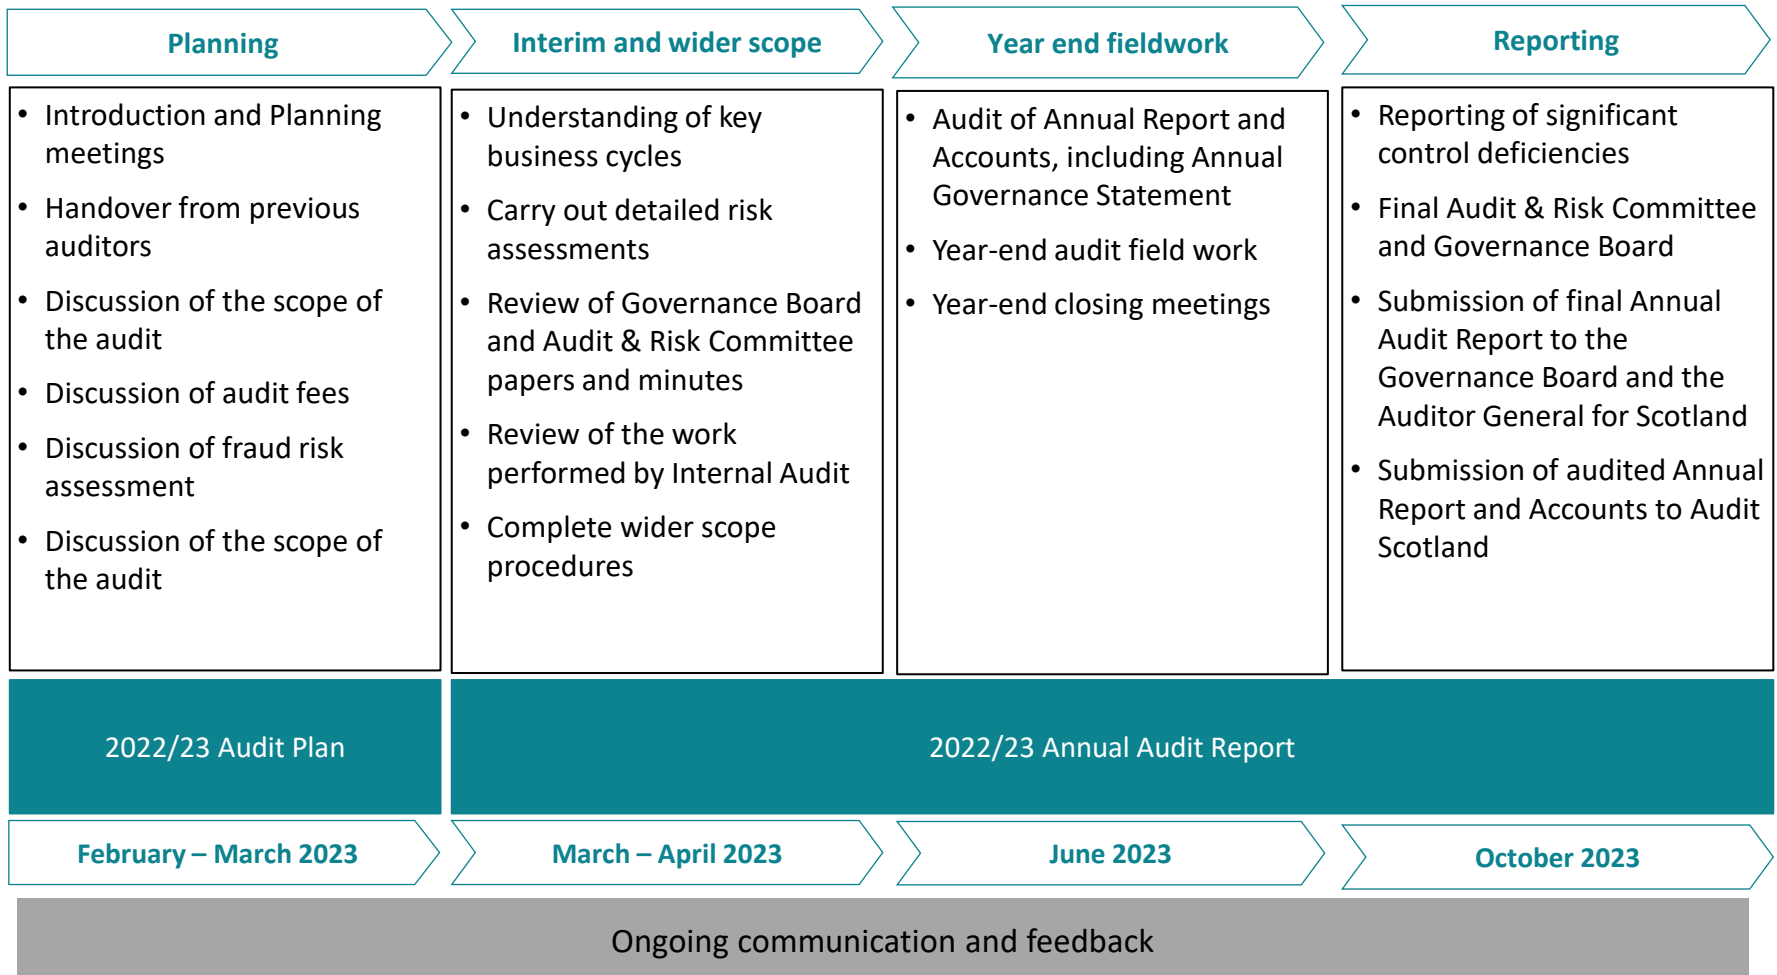 Planning
Interim and wider scope
Year end fieldwork
Reporting
• Introduction and Planning
meetings
• Handover from previous
auditors
• Discussion of the scope of
the audit
• Discussion of audit fees
• Discussion of fraud risk
assessment
• Discussion of the scope of
the audit
• Understanding of key
business cycles
• Carry out detailed risk
assessments
• Review of Governance Board
and Audit & Risk Committee
papers and minutes
• Review of the work
performed by Internal Audit
• Complete wider scope
procedures
• Audit of Annual Report and
Accounts, including Annual
Governance Statement
• Year-end audit field work
• Year-end closing meetings
• Reporting of significant
control deficiencies
• Final Audit & Risk Committee
and Governance Board
• Submission of final Annual
Audit Report to the
Governance Board and the
Auditor General for Scotland
• Submission of audited Annual
Report and Accounts to Audit
Scotland
2022/23 Audit Plan
2022/23 Annual Audit Report
February – March 2023
March – April 2023
June 2023
October 2023
Ongoing communication and feedback